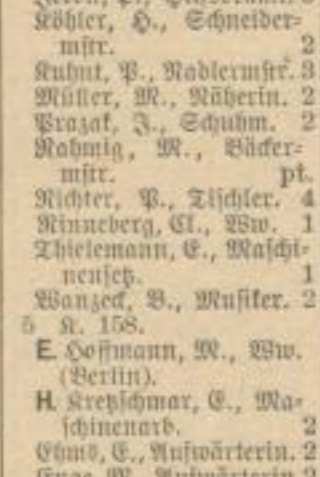 Köhler, H., Schneider=
mstr. 2
Kuhnt, P., Nadlermstr. 3
Müller, M., Näherin. 2
Prazak, J., Schuhm. 2
Rahmig, M., Bäcker=
mstr. pt.
Richter, P., Tischler. 4
Rinneberg, Cl., Ww. 1
Thielemann, E., Maschi=
nensetz. 1
Wanzeck, B., Musiker. 2
5 K. 158.
E. Hoffmann, M., Ww.
(Berlin).
H. Kretzschmar, E., Ma=
schinenarb. 2
Ehms, E., Aufwärterin. 2